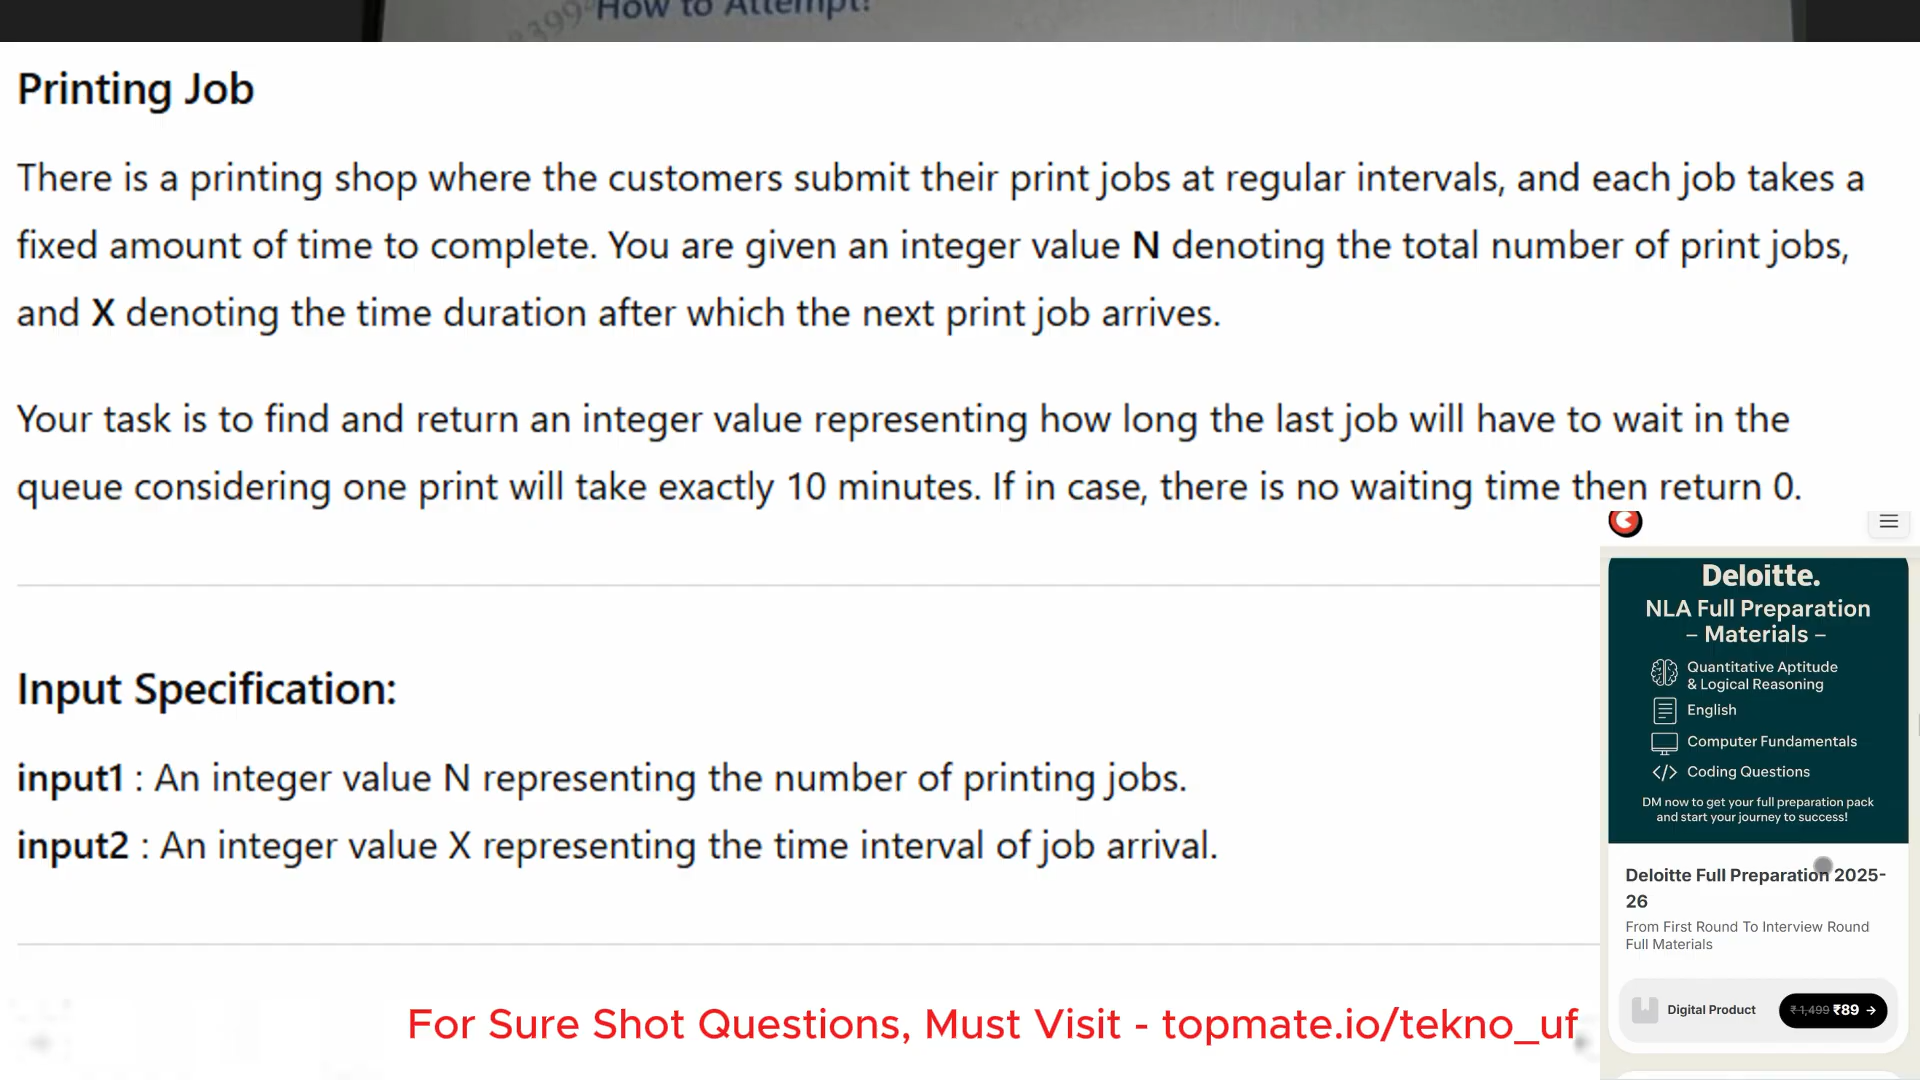 How to Attempt?
Printing Job
There is a printing shop where the customers submit their print jobs at regular intervals, and each job takes a
fixed amount of time to complete. You are given an integer value N denoting the total number of print jobs,
and X denoting the time duration after which the next print job arrives.
Your task is to find and return an integer value representing how long the last job will have to wait in the
queue considering one print will take exactly 10 minutes. If in case, there is no waiting time then return 0.
Input Specification:
input1 : An integer value N representing the number of printing jobs.
input2 : An integer value X representing the time interval of job arrival.
Deloitte.
NLA Full Preparation
– Materials –
Quantitative Aptitude
& Logical Reasoning
English
Computer Fundamentals
</> Coding Questions
DM now to get your full preparation pack
and start your journey to success!
Deloitte Full Preparation 2025-
26
From First Round To Interview Round
Full Materials
Digital Product
₹1,499 ₹89 →
For Sure Shot Questions, Must Visit - topmate.io/tekno_uf